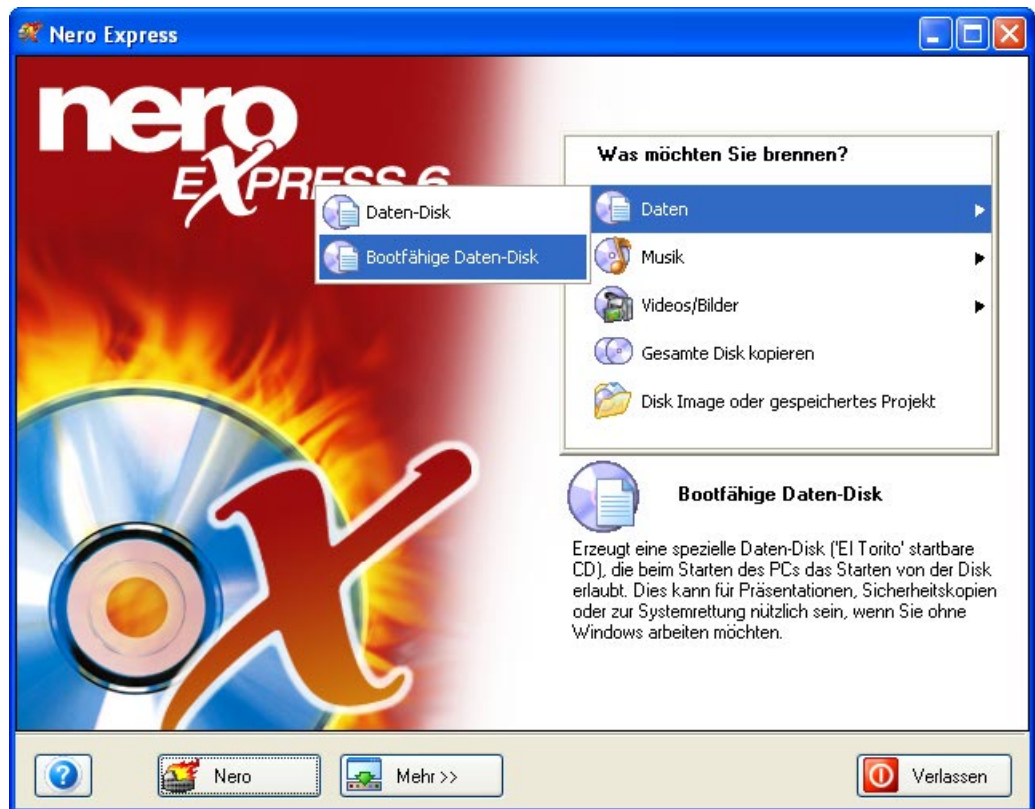 Nero Express
nero
EXPRESS 6
Was möchten Sie brennen?
Daten-Disk
Bootfähige Daten-Disk
Daten
Musik
Videos/Bilder
Gesamte Disk kopieren
Disk Image oder gespeichertes Projekt
Bootfähige Daten-Disk
Erzeugt eine spezielle Daten-Disk ('El Torito' startbare
CD), die beim Starten des PCs das Starten von der Disk
erlaubt. Dies kann für Präsentationen, Sicherheitskopien
oder zur Systemrettung nützlich sein, wenn Sie ohne
Windows arbeiten möchten.
Nero
Mehr >>
Verlassen